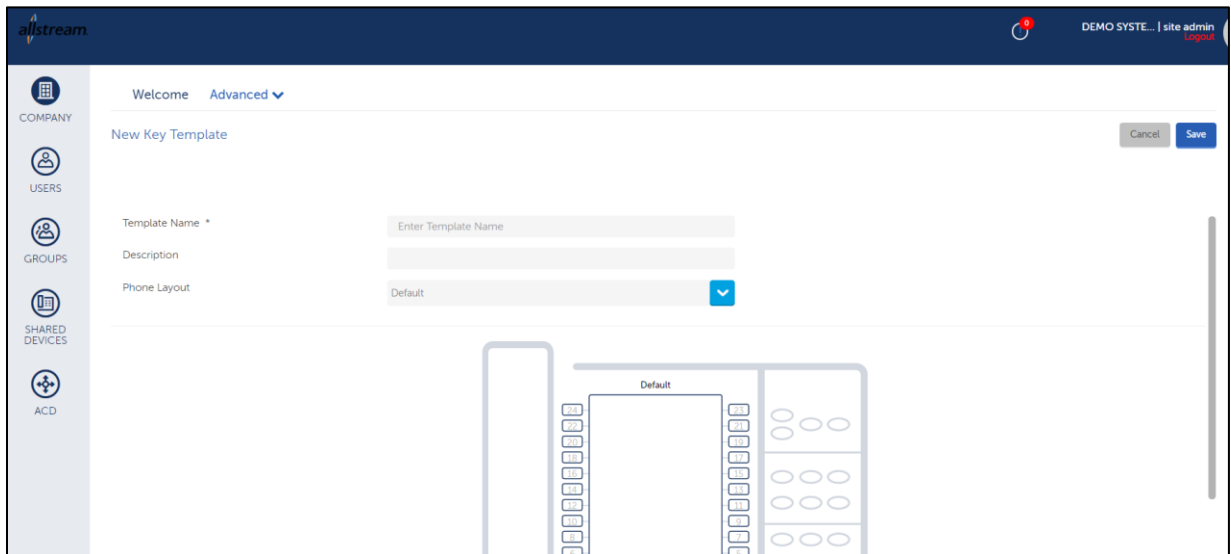 allstream.
0
DEMO SYSTE... | site admin
Logout
COMPANY
Welcome Advanced
New Key Template
Cancel Save
USERS
Template Name *
Enter Template Name
GROUPS
Description
Phone Layout
Default
SHARED
DEVICES
Default
ACD
24 23
22 21
20 19
18 17
16 15
14 13
12 11
10 9
8 7
6 5